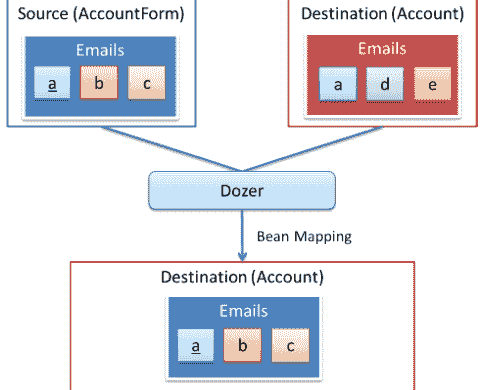 Source (AccountForm)
Emails
a b c
Destination (Account)
Emails
a d e
Dozer
Bean Mapping
Destination (Account)
Emails
a b c